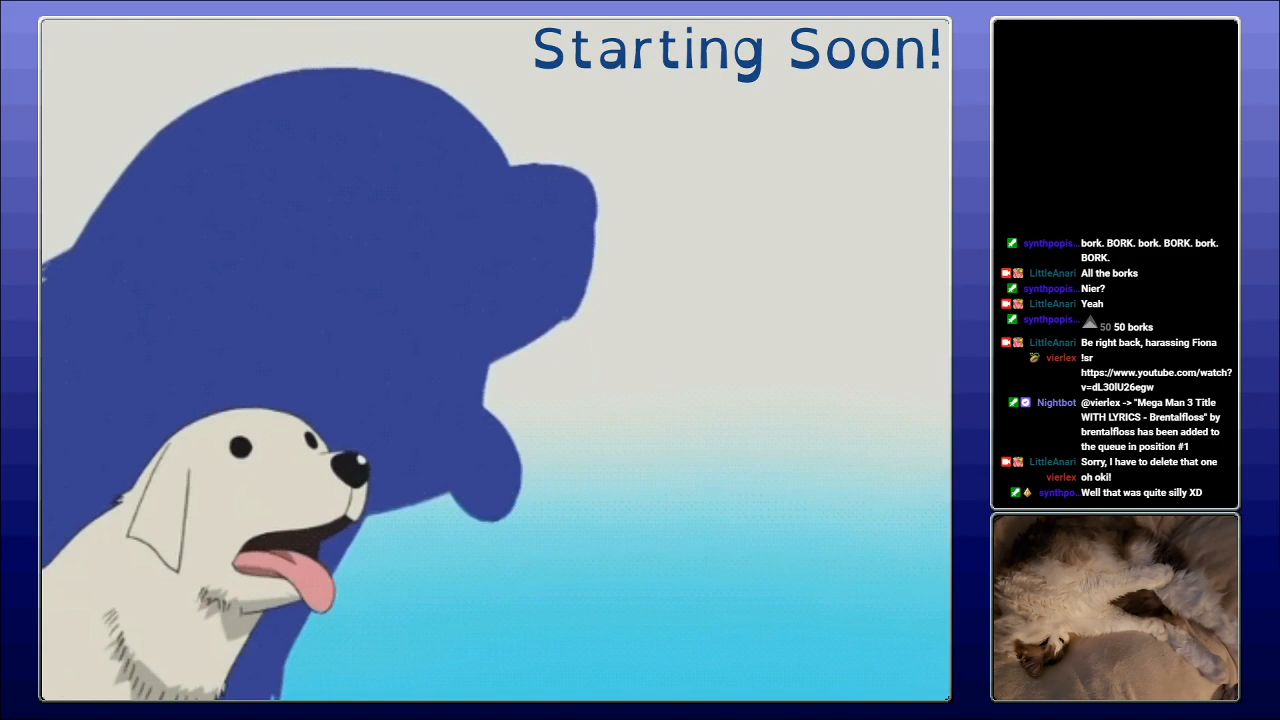 Starting Soon!
synthpopis... bork. BORK. bork. BORK. bork.
BORK.
LittleAnari All the borks
synthpopis... Nier?
LittleAnari Yeah
synthpopis... 50 50 borks
LittleAnari Be right back, harassing Fiona
vierlex !sr
https://www.youtube.com/watch?
v=dL30lU26egw
Nightbot @vierlex -> "Mega Man 3 Title
WITH LYRICS - Brentalfloss" by
brentalfloss has been added to
the queue in position #1
LittleAnari Sorry, I have to delete that one
vierlex oh oki!
synthpo... Well that was quite silly XD